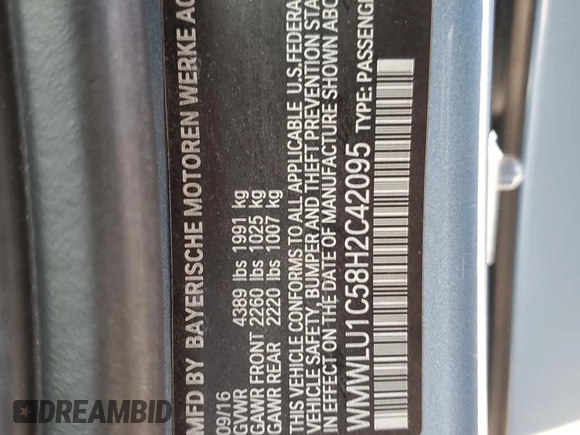 MFD BY BAYERISCHE MOTOREN WERKE AG
09/16
GVWR 4389 lbs 1991 kg
GAWR FRONT 2260 lbs 1025 kg
GAWR REAR 2220 lbs 1007 kg
THIS VEHICLE CONFORMS TO ALL APPLICABLE U.S.FEDERA
VEHICLE SAFETY, BUMPER AND THEFT PREVENTION STA
IN EFFECT ON THE DATE OF MANUFACTURE SHOWN ABO
WMWLU1C58H2C42095 TYPE: PASSENGE
DREAMBID